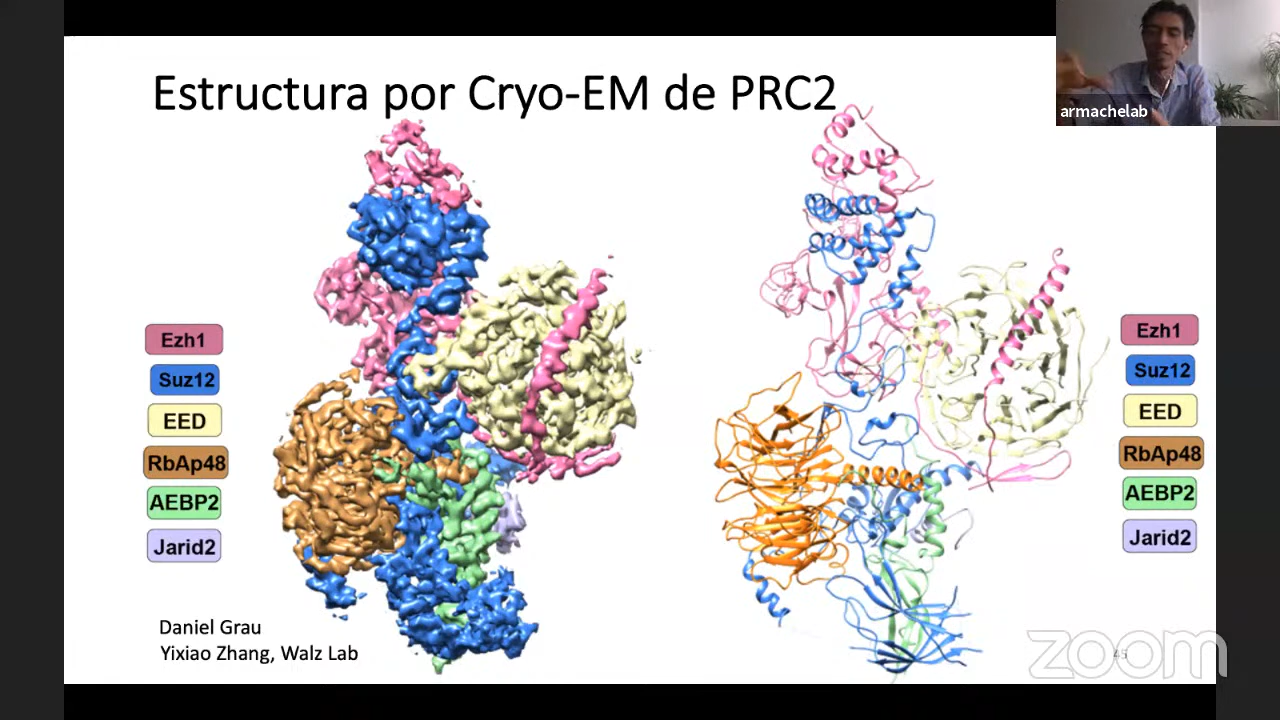 Estructura por Cryo-EM de PRC2
armachelab
Ezh1
Suz12
EED
RbAp48
AEBP2
Jarid2
Ezh1
Suz12
EED
RbAp48
AEBP2
Jarid2
Daniel Grau
Yixiao Zhang, Walz Lab
zoom
45